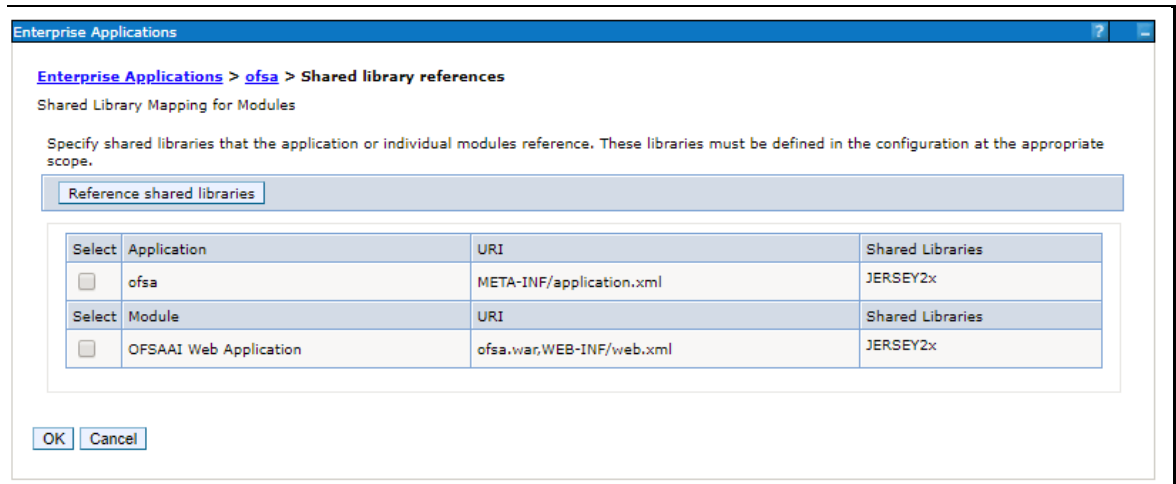 Enterprise Applications ? –
Enterprise Applications > ofsa > Shared library references
Shared Library Mapping for Modules
Specify shared libraries that the application or individual modules reference. These libraries must be defined in the configuration at the appropriate
scope.
Reference shared libraries
Select Application URI Shared Libraries
ofsa META-INF/application.xml JERSEY2x
Select Module URI Shared Libraries
OFSAAI Web Application ofsa.war,WEB-INF/web.xml JERSEY2x
OK Cancel